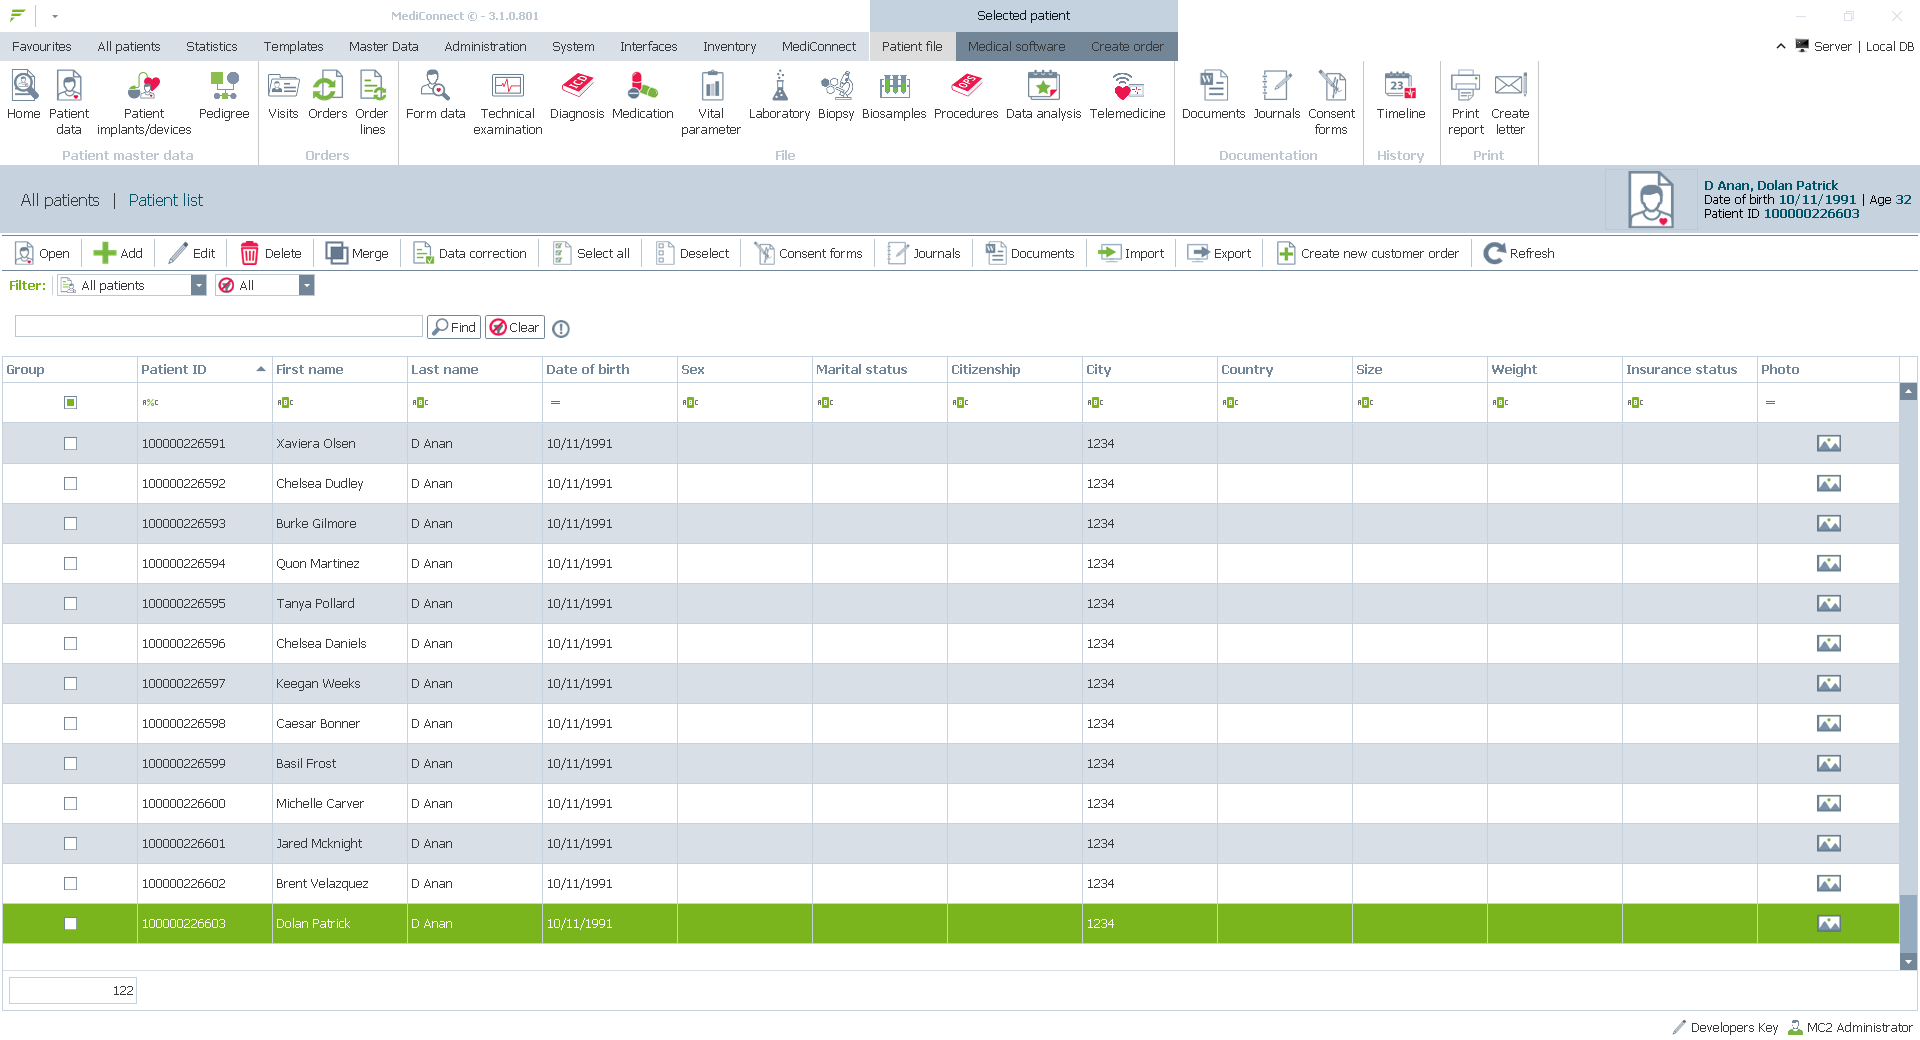 MediConnect © - 3.1.0.801
Selected patient
Favourites All patients Statistics Templates Master Data Administration System Interfaces Inventory MediConnect Patient file Medical software Create order Server | Local DB
Home Patient data Patient implants/devices Pedigree Visits Orders Order lines Form data Technical examination Diagnosis Medication Vital parameter Laboratory Biopsy Biosamples Procedures Data analysis Telemedicine Documents Journals Consent forms Timeline Print report Create letter
Patient master data Orders File Documentation History Print
All patients | Patient list
D Anan, Dolan Patrick
Date of birth 10/11/1991 | Age 32
Patient ID 100000226603
Open Add Edit Delete Merge Data correction Select all Deselect Consent forms Journals Documents Import Export Create new customer order Refresh
Filter: All patients All
Find Clear
Group Patient ID First name Last name Date of birth Sex Marital status Citizenship City Country Size Weight Insurance status Photo
100000226591 Xaviera Olsen D Anan 10/11/1991 1234
100000226592 Chelsea Dudley D Anan 10/11/1991 1234
100000226593 Burke Gilmore D Anan 10/11/1991 1234
100000226594 Quon Martinez D Anan 10/11/1991 1234
100000226595 Tanya Pollard D Anan 10/11/1991 1234
100000226596 Chelsea Daniels D Anan 10/11/1991 1234
100000226597 Keegan Weeks D Anan 10/11/1991 1234
100000226598 Caesar Bonner D Anan 10/11/1991 1234
100000226599 Basil Frost D Anan 10/11/1991 1234
100000226600 Michelle Carver D Anan 10/11/1991 1234
100000226601 Jared Mcknight D Anan 10/11/1991 1234
100000226602 Brent Velazquez D Anan 10/11/1991 1234
100000226603 Dolan Patrick D Anan 10/11/1991 1234
122
Developers Key MC2 Administrator